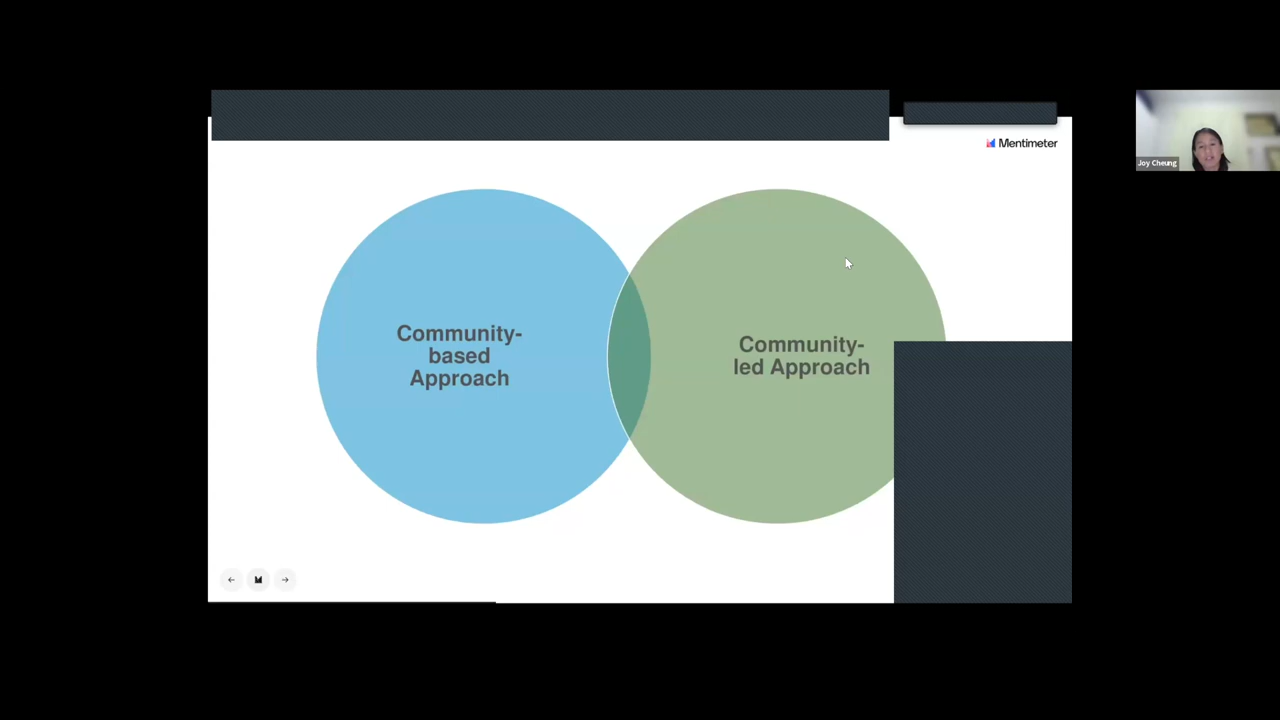 Mentimeter
Joy Cheung
Community-
based
Approach
Community-
led Approach